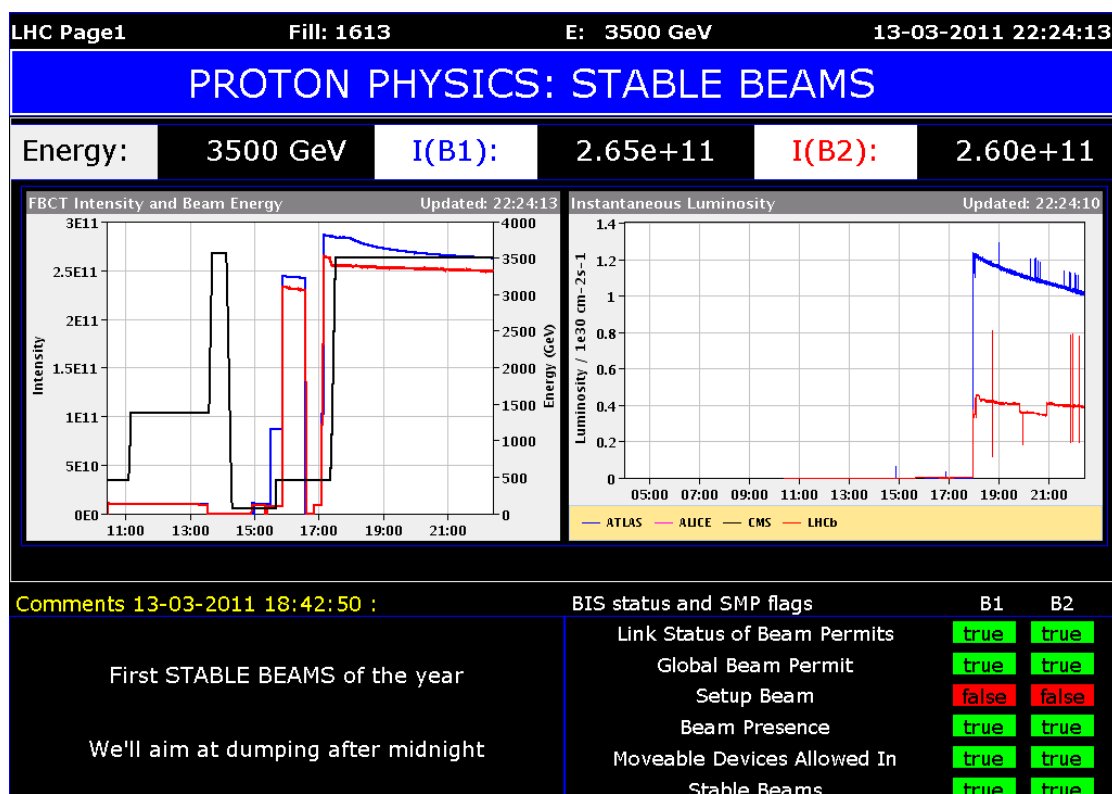 LHC Page1 Fill: 1613 E: 3500 GeV 13-03-2011 22:24:13
PROTON PHYSICS: STABLE BEAMS
Energy: 3500 GeV I(B1): 2.65e+11 I(B2): 2.60e+11
FBCT Intensity and Beam Energy Updated: 22:24:13
3E11
2.5E11
2E11
1.5E11
1E11
5E10
0E0
Intensity
4000
3500
3000
2500
2000
1500
1000
500
0
Energy (GeV)
11:00 13:00 15:00 17:00 19:00 21:00
Instantaneous Luminosity Updated: 22:24:10
1.4
1.2
1
0.8
0.6
0.4
0.2
0
Luminosity / 1e30 cm-2s-1
05:00 07:00 09:00 11:00 13:00 15:00 17:00 19:00 21:00
ATLAS ALICE CMS LHCb
Comments 13-03-2011 18:42:50 :
First STABLE BEAMS of the year
We'll aim at dumping after midnight
BIS status and SMP flags B1 B2
Link Status of Beam Permits true true
Global Beam Permit true true
Setup Beam false false
Beam Presence true true
Moveable Devices Allowed In true true
Stable Beams true true